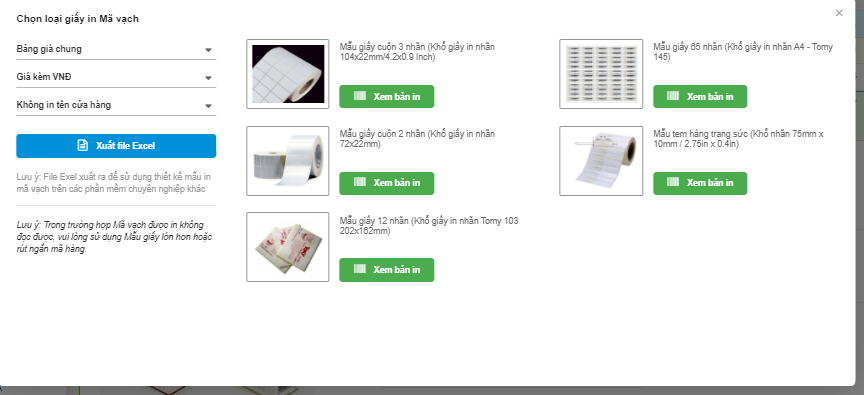 Chọn loại giấy in Mã vạch
×
Bảng giá chung
Giá kèm VNĐ
Không in tên cửa hàng
Xuất file Excel
Lưu ý: File Exel xuất ra để sử dụng thiết kế mẫu in
mã vạch trên các phần mềm chuyên nghiệp khác
Lưu ý: Trong trường hợp Mã vạch được in không
đọc được, vui lòng sử dụng Mẫu giấy lớn hơn hoặc
rút ngắn mã hàng.
Mẫu giấy cuộn 3 nhãn (Khổ giấy in nhãn
104x22mm/4.2x0.9 Inch)
Xem bản in
Mẫu giấy 65 nhãn (Khổ giấy in nhãn A4 - Tomy
145)
Xem bản in
Mẫu giấy cuộn 2 nhãn (Khổ giấy in nhãn
72x22mm)
Xem bản in
Mẫu tem hàng trang sức (Khổ nhãn 75mm x
10mm / 2.75in x 0.4in)
Xem bản in
Mẫu giấy 12 nhãn (Khổ giấy in nhãn Tomy 103
202x162mm)
Xem bản in